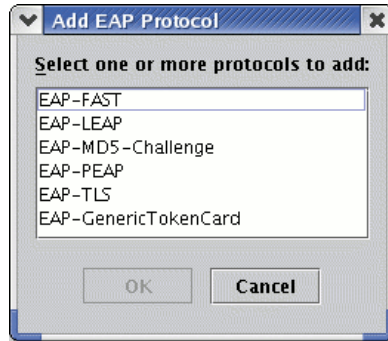 Add EAP Protocol
Select one or more protocols to add:
EAP-FAST
EAP-LEAP
EAP-MD5-Challenge
EAP-PEAP
EAP-TLS
EAP-GenericTokenCard
OK
Cancel